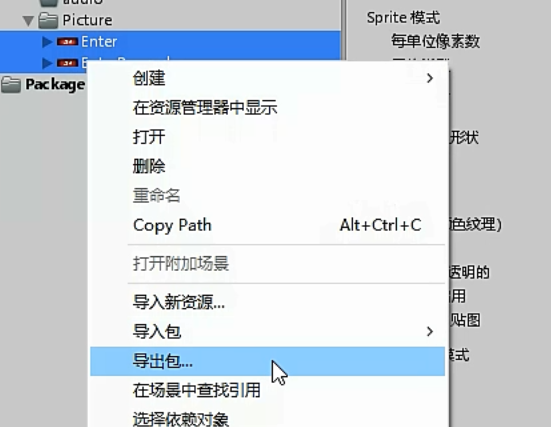 audio
Picture
Enter
Package
Sprite 模式
每单位像素数
形状
色纹理)
透明的
用
贴图
模式
创建
在资源管理器中显示
打开
删除
重命名
Copy Path Alt+Ctrl+C
打开附加场景
导入新资源...
导入包
导出包...
在场景中查找引用
选择依赖对象